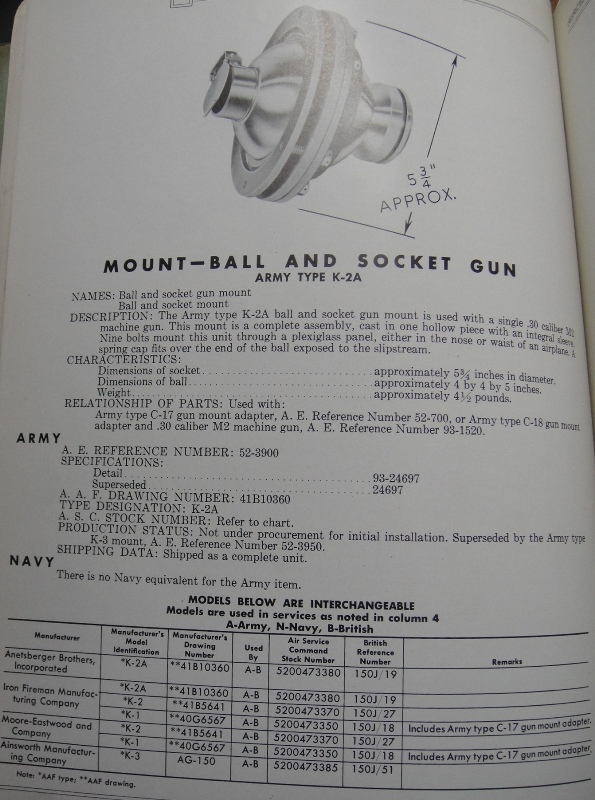 5 3/4"
APPROX.
MOUNT—BALL AND SOCKET GUN
ARMY TYPE K-2A
NAMES: Ball and socket gun mount
Ball and socket mount
DESCRIPTION: The Army type K-2A ball and socket gun mount is used with a single .30 caliber M2
machine gun. This mount is a complete assembly, cast in one hollow piece with an integral sleeve.
Nine bolts mount this unit through a plexiglass panel, either in the nose or waist of an airplane. A
spring cap fits over the end of the ball exposed to the slipstream.
CHARACTERISTICS:
Dimensions of socket........................approximately 5¾ inches in diameter.
Dimensions of ball........................approximately 4 by 4 by 5 inches.
Weight........................approximately 4½ pounds.
RELATIONSHIP OF PARTS: Used with:
Army type C-17 gun mount adapter, A. E. Reference Number 52-700, or Army type C-18 gun mount
adapter and .30 caliber M2 machine gun, A. E. Reference Number 93-1520.
ARMY
A. E. REFERENCE NUMBER: 52-3900
SPECIFICATIONS:
Detail........................93-24697
Superseded........................24697
A. A. F. DRAWING NUMBER: 41B10360
TYPE DESIGNATION: K-2A
A. S. C. STOCK NUMBER: Refer to chart.
PRODUCTION STATUS: Not under procurement for initial installation. Superseded by the Army type
K-3 mount, A. E. Reference Number 52-3950.
SHIPPING DATA: Shipped as a complete unit.
NAVY
There is no Navy equivalent for the Army item.
MODELS BELOW ARE INTERCHANGEABLE
Models are used in services as noted in column 4
A-Army, N-Navy, B-British
Manufacturer Manufacturer's Model Identification Manufacturer's Drawing Number Used By Air Service Command Stock Number British Reference Number Remarks
Anetsberger Brothers, Incorporated *K-2A **41B10360 A-B 5200473380 150J/19
Iron Fireman Manufacturing Company *K-2A **41B10360 A-B 5200473380 150J/19
*K-2 **41B5641 A-B 5200473370 150J/27
*K-1 **40G6567 A-B 5200473350 150J/18 Includes Army type C-17 gun mount adapter.
Moore-Eastwood and Company *K-2 **41B5641 A-B 5200473370 150J/27
*K-1 **40G6567 A-B 5200473350 150J/18 Includes Army type C-17 gun mount adapter.
Ainsworth Manufacturing Company *K-3 AG-150 A-B 5200473385 150J/51
Note: *AAF type; **AAF drawing.